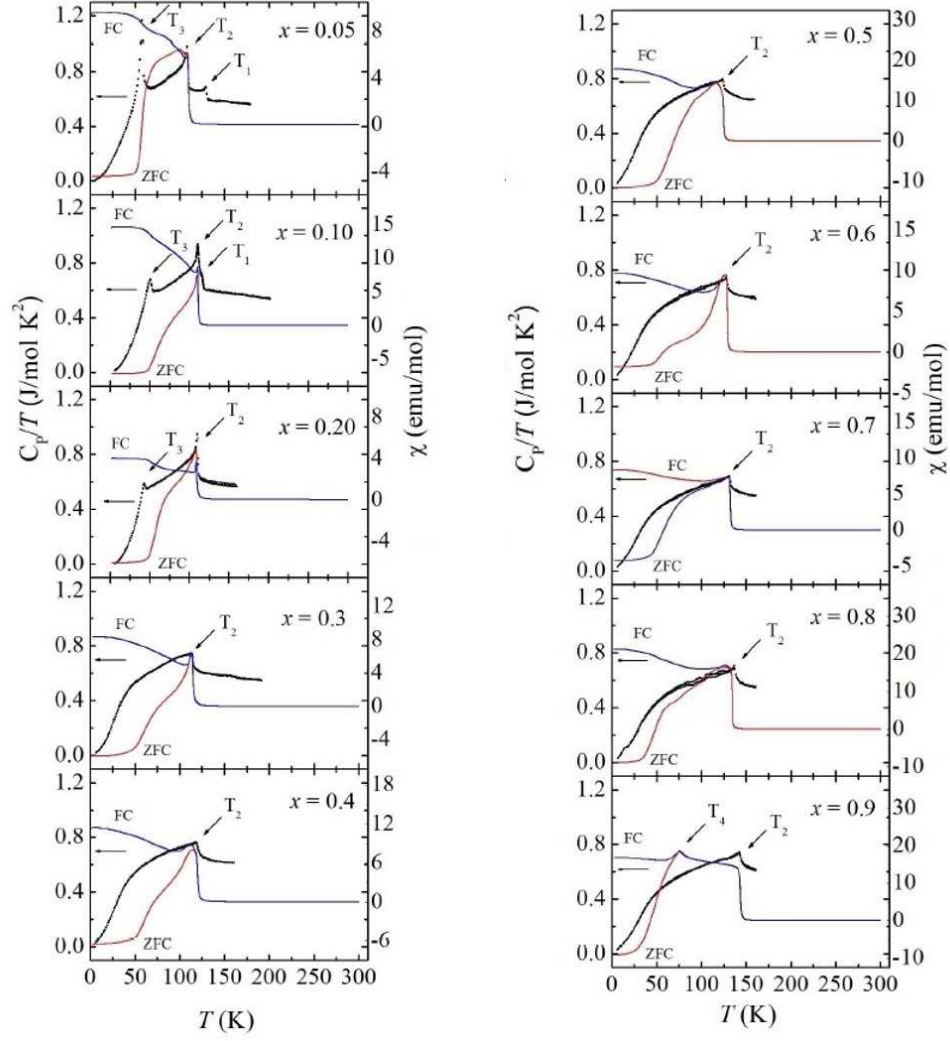 1.2
0.8
0.4
0.0
FC
T3
T2
T1
x = 0.05
ZFC
8
4
0
-4
1.2
0.8
0.4
0.0
FC
T3
T2
T1
x = 0.10
ZFC
15
10
5
0
-5
1.2
0.8
0.4
0.0
FC
T3
T2
x = 0.20
ZFC
8
4
0
-4
1.2
0.8
0.4
0.0
FC
T2
x = 0.3
ZFC
12
8
4
0
-4
1.2
0.8
0.4
0.0
FC
T2
x = 0.4
ZFC
18
12
6
0
-6
0 50 100 150 200 250 300
T (K)
Cp/T (J/mol K²)
χ (emu/mol)
1.2
0.8
0.4
0.0
FC
T2
x = 0.5
ZFC
30
20
10
0
-10
1.2
0.8
0.4
0.0
FC
T2
x = 0.6
ZFC
15
10
5
0
-5
1.2
0.8
0.4
0.0
FC
T2
x = 0.7
ZFC
15
10
5
0
-5
1.2
0.8
0.4
0.0
FC
T2
x = 0.8
ZFC
30
20
10
0
-10
1.2
0.8
0.4
0.0
FC
T4
T2
x = 0.9
ZFC
30
20
10
0
-10
0 50 100 150 200 250 300
T (K)
Cp/T (J/mol K²)
χ (emu/mol)